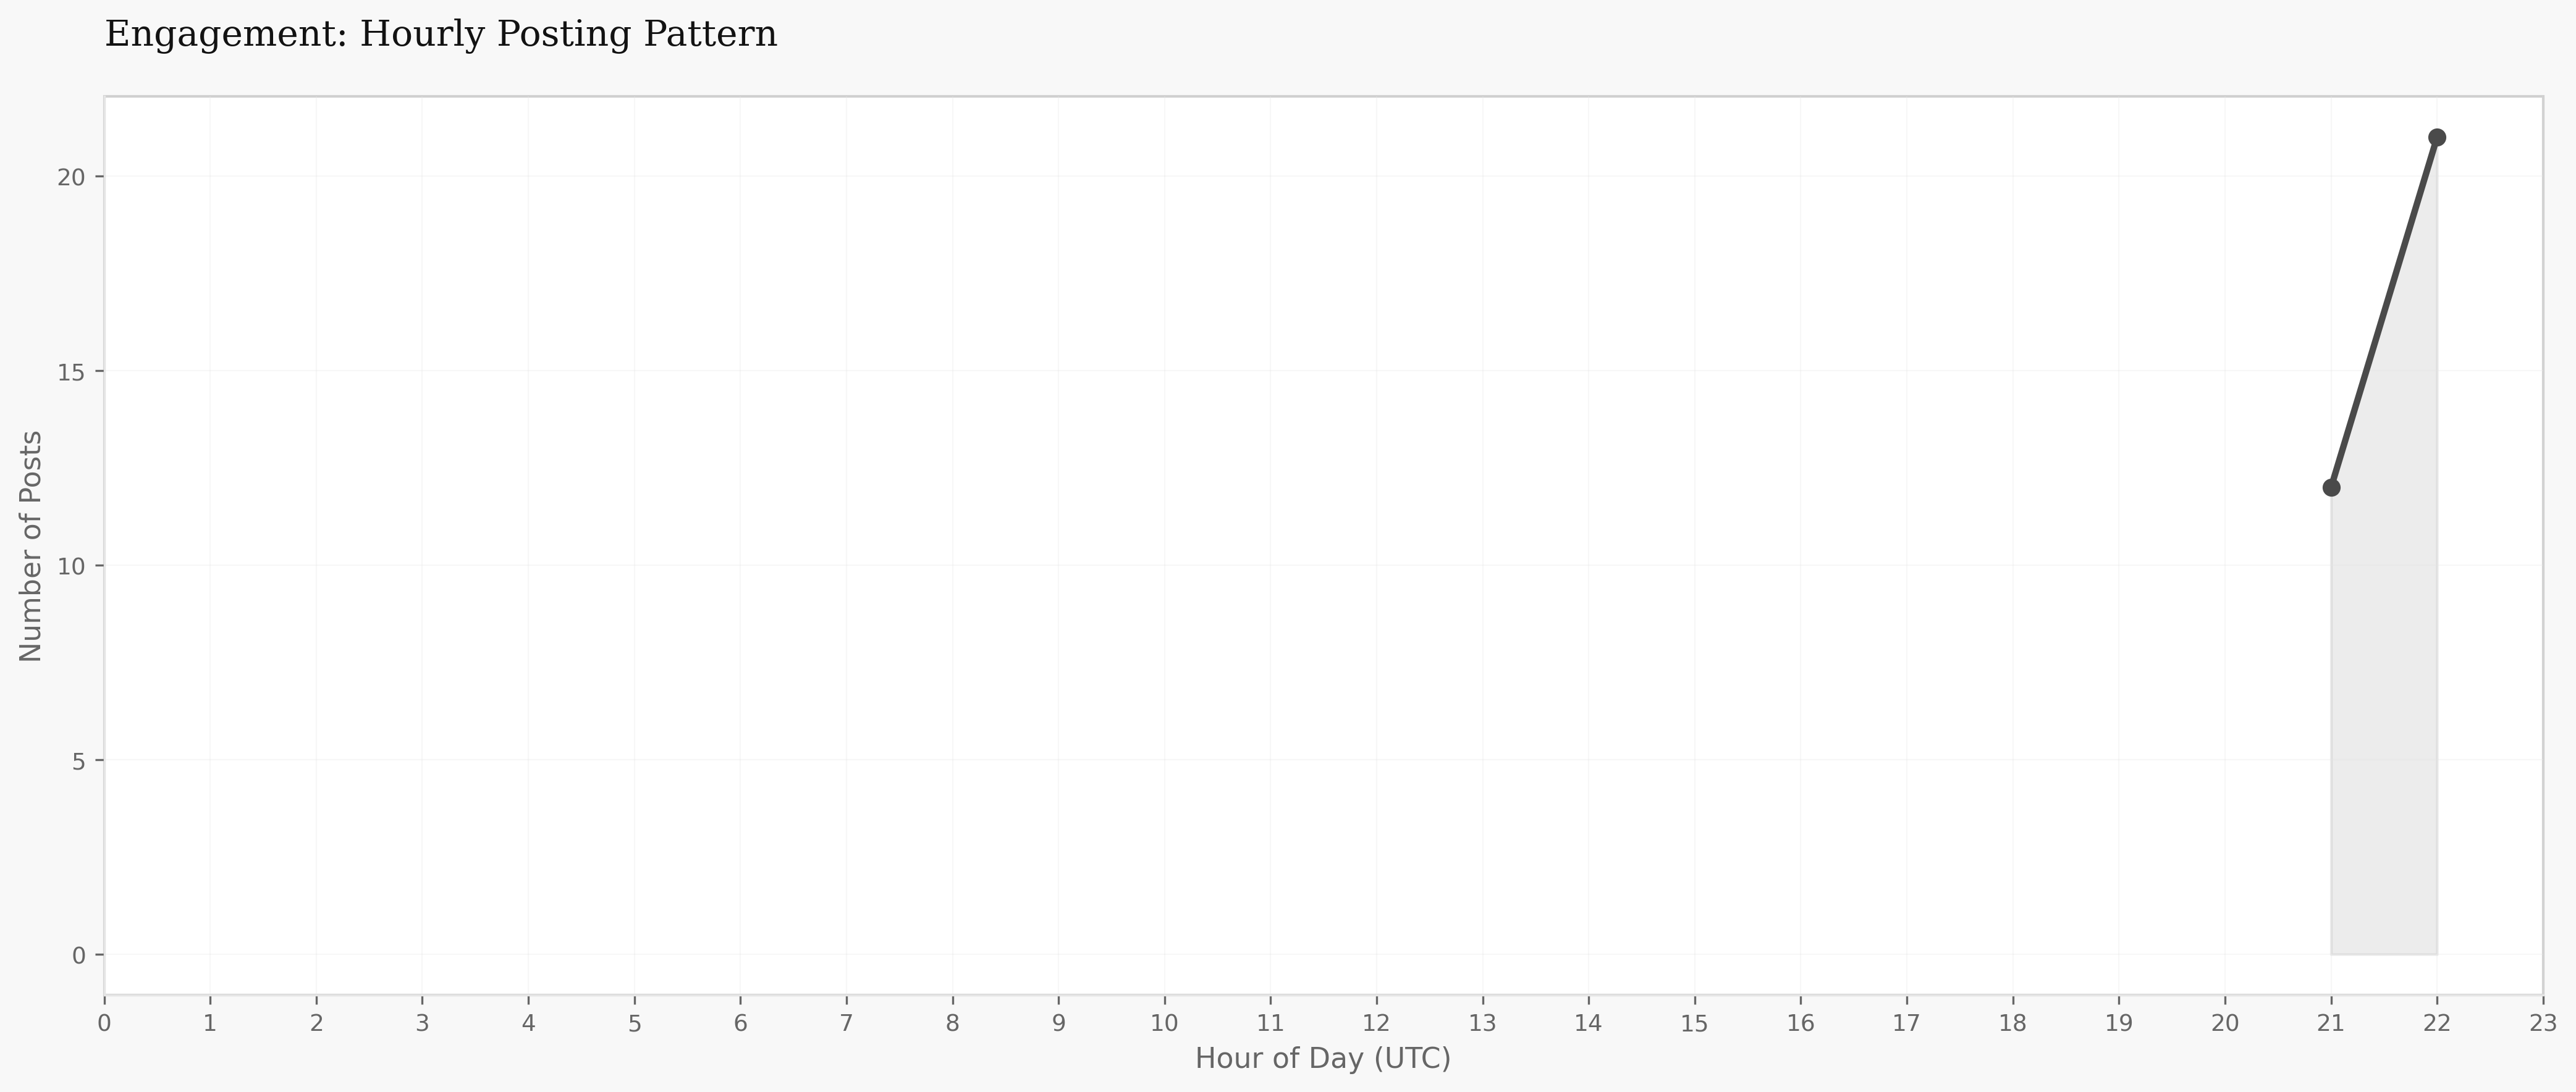 Engagement: Hourly Posting Pattern
Number of Posts
20
15
10
5
0
0 1 2 3 4 5 6 7 8 9 10 11 12 13 14 15 16 17 18 19 20 21 22 23
Hour of Day (UTC)